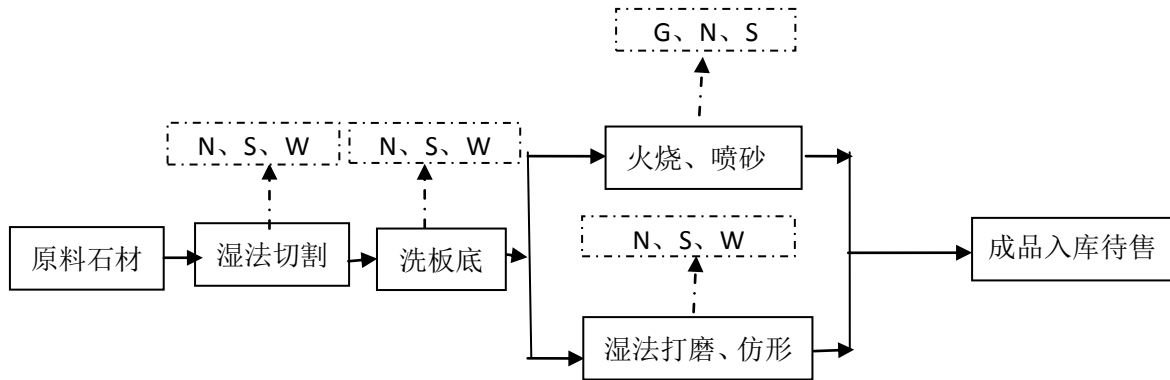 G、N、S
N、S、W
N、S、W
火烧、喷砂
N、S、W
原料石材
湿法切割
洗板底
成品入库待售
湿法打磨、仿形